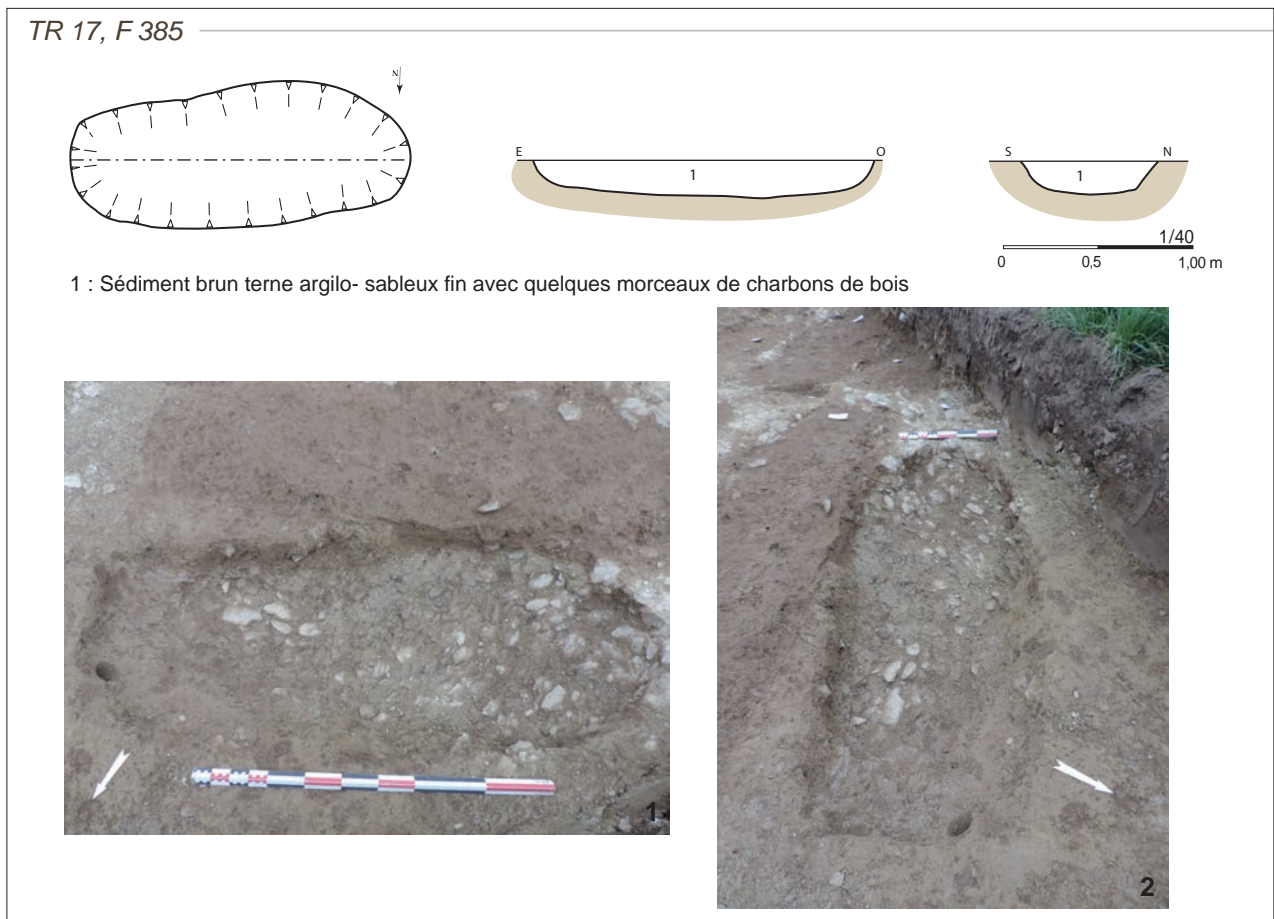 TR 17, F 385
N
E O
1
S N
1
1/40
0 0,5 1,00 m
1 : Sédiment brun terne argilo- sableux fin avec quelques morceaux de charbons de bois
1
2